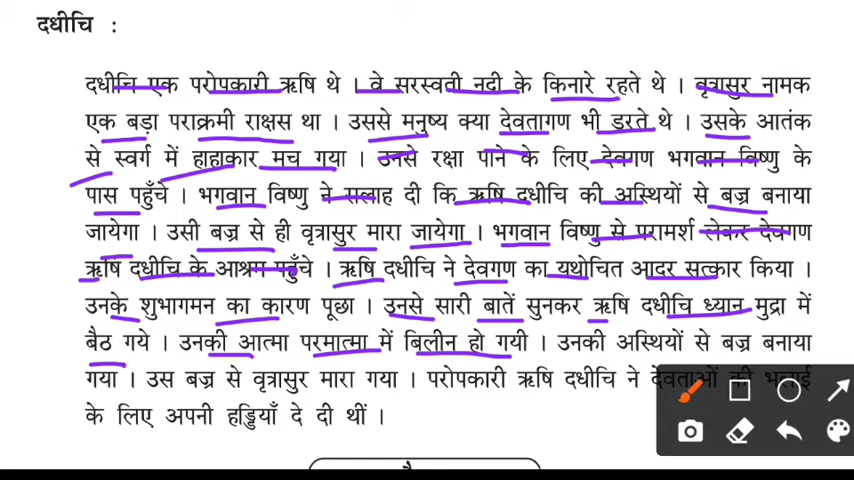 दधीचि :
दधीचि एक परोपकारी ऋषि थे । वे सरस्वती नदी के किनारे रहते थे । वृत्रासुर नामक
एक बड़ा पराक्रमी राक्षस था । उससे मनुष्य क्या देवतागण भी डरते थे । उसके आतंक
से स्वर्ग में हाहाकार मच गया । उनसे रक्षा पाने के लिए देवगण भगवान विष्णु के
पास पहुँचे । भगवान विष्णु ने सलाह दी कि ऋषि दधीचि की अस्थियों से बज्र बनाया
जायेगा । उसी बज्र से ही वृत्रासुर मारा जायेगा । भगवान विष्णु से परामर्श लेकर देवगण
ऋषि दधीचि के आश्रम पहुँचे । ऋषि दधीचि ने देवगण का यथोचित आदर सत्कार किया ।
उनके शुभागमन का कारण पूछा । उनसे सारी बातें सुनकर ऋषि दधीचि ध्यान मुद्रा में
बैठ गये । उनकी आत्मा परमात्मा में बिलीन हो गयी । उनकी अस्थियों से बज्र बनाया
गया । उस बज्र से वृत्रासुर मारा गया । परोपकारी ऋषि दधीचि ने देवताओं की भलाई
के लिए अपनी हड्डियाँ दे दी थीं ।